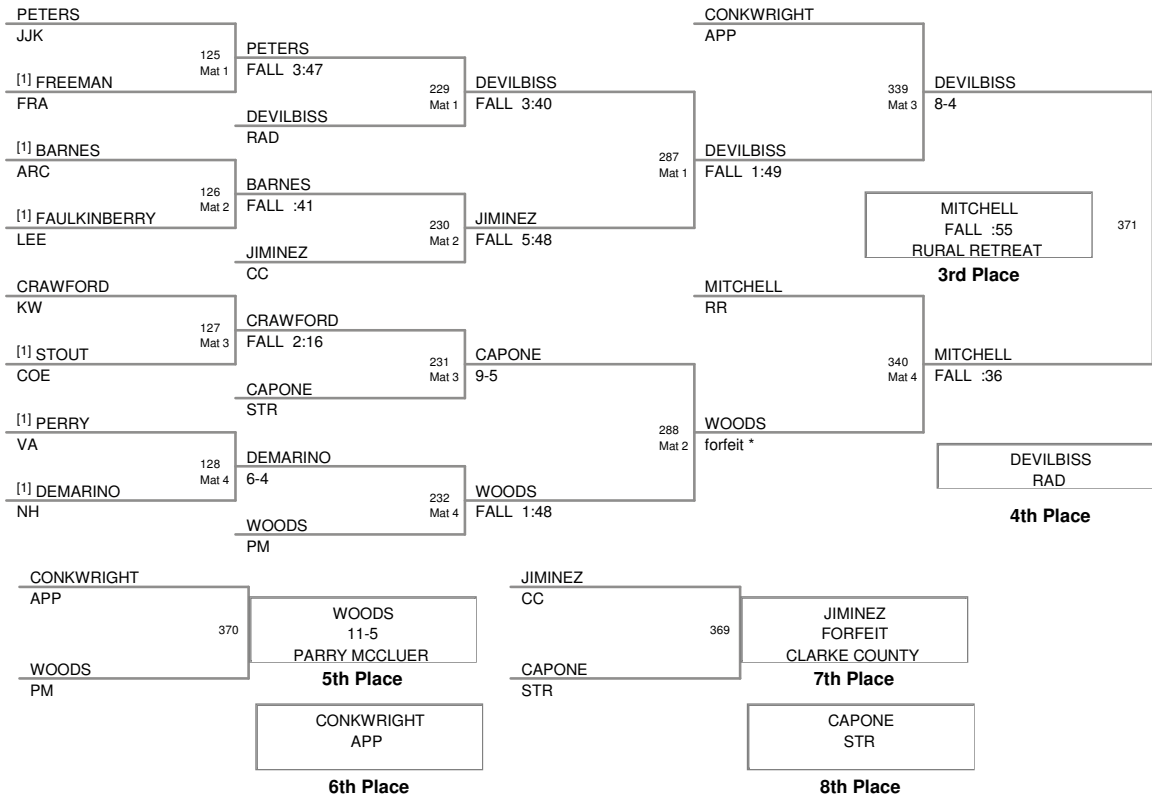 PETERS
JJK
125
Mat 1
[1] FREEMAN
FRA
[1] BARNES
ARC
126
Mat 2
[1] FAULKINBERRY
LEE
CRAWFORD
KW
127
Mat 3
[1] STOUT
COE
[1] PERRY
VA
128
Mat 4
[1] DEMARINO
NH
PETERS
FALL 3:47
229
Mat 1
DEVILBISS
RAD
BARNES
FALL :41
230
Mat 2
JIMINEZ
CC
CRAWFORD
FALL 2:16
231
Mat 3
CAPONE
STR
DEMARINO
6-4
232
Mat 4
WOODS
PM
DEVILBISS
FALL 3:40
287
Mat 1
JIMINEZ
FALL 5:48
CAPONE
9-5
288
Mat 2
WOODS
FALL 1:48
CONKWRIGHT
APP
339
Mat 3
DEVILBISS
FALL 1:49
MITCHELL
RR
340
Mat 4
WOODS
forfeit *
DEVILBISS
8-4
371
MITCHELL
FALL :36
MITCHELL
FALL :55
RURAL RETREAT
3rd Place
DEVILBISS
RAD
4th Place
CONKWRIGHT
APP
370
WOODS
PM
WOODS
11-5
PARRY MCCLUER
5th Place
CONKWRIGHT
APP
6th Place
JIMINEZ
CC
369
CAPONE
STR
JIMINEZ
FORFEIT
CLARKE COUNTY
7th Place
CAPONE
STR
8th Place